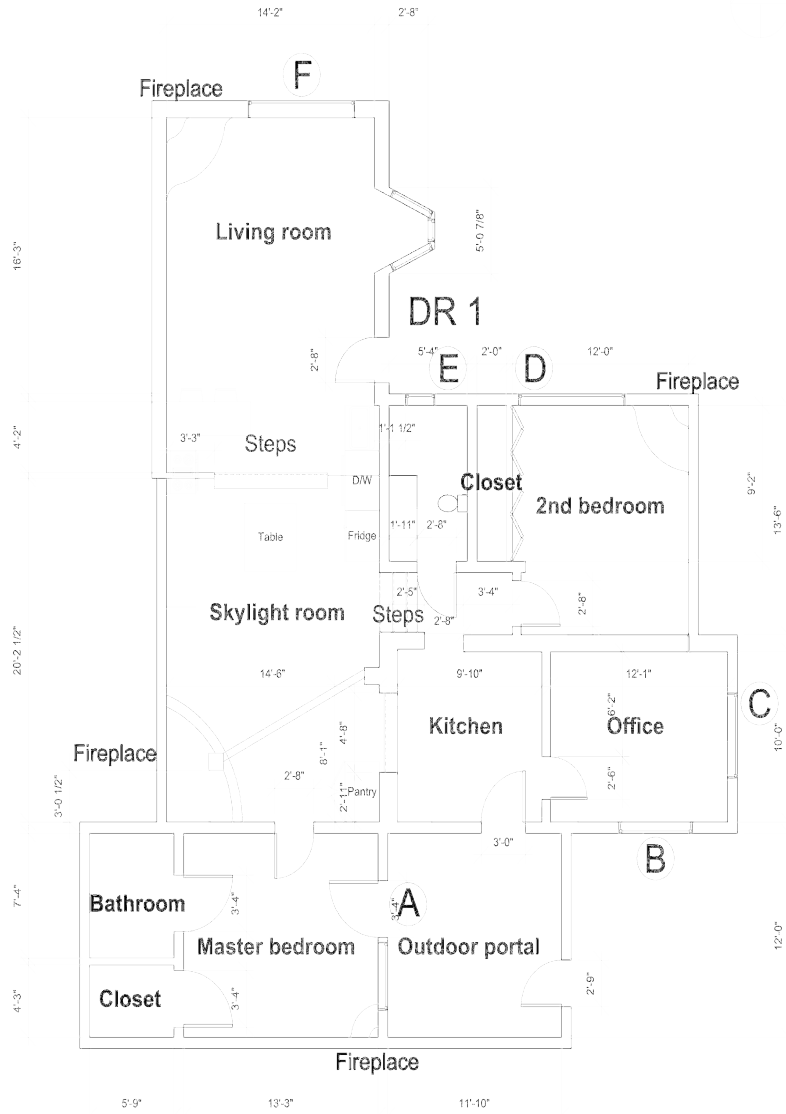 14'-2"
2'-8"
F
Fireplace
Living room
16'-3"
5'-0 7/8"
DR 1
2'-8"
5'-4"
2'-0"
12'-0"
E
D
Fireplace
3'-3"
Steps
4'-2"
1'-1 1/2"
D/W
Closet
9'-2"
13'-6"
2nd bedroom
Table
Fridge
1'-11"
2'-8"
2'-5"
3'-4"
2'-8"
Skylight room
Steps
2'-8"
20'-2 1/2"
14'-6"
9'-10"
12'-1"
6'-2"
C
Kitchen
Office
10'-0"
4'-8"
8'-1"
Fireplace
2'-8"
2'-6"
3'-0 1/2"
2'-11"
Pantry
3'-0"
B
7'-4"
Bathroom
3'-4"
A
3'-4"
Master bedroom
Outdoor portal
12'-0"
Closet
3'-4"
2'-9"
4'-3"
Fireplace
5'-9"
13'-3"
11'-10"